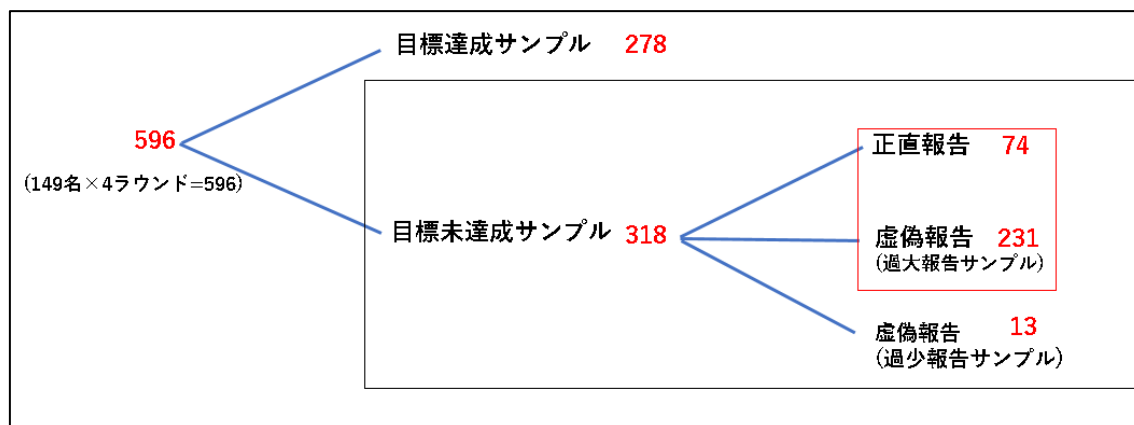 目標達成サンプル 278
596
(149名×4ラウンド=596)
正直報告 74
目標未達成サンプル 318
虚偽報告 231
(過大報告サンプル)
虚偽報告 13
(過少報告サンプル)